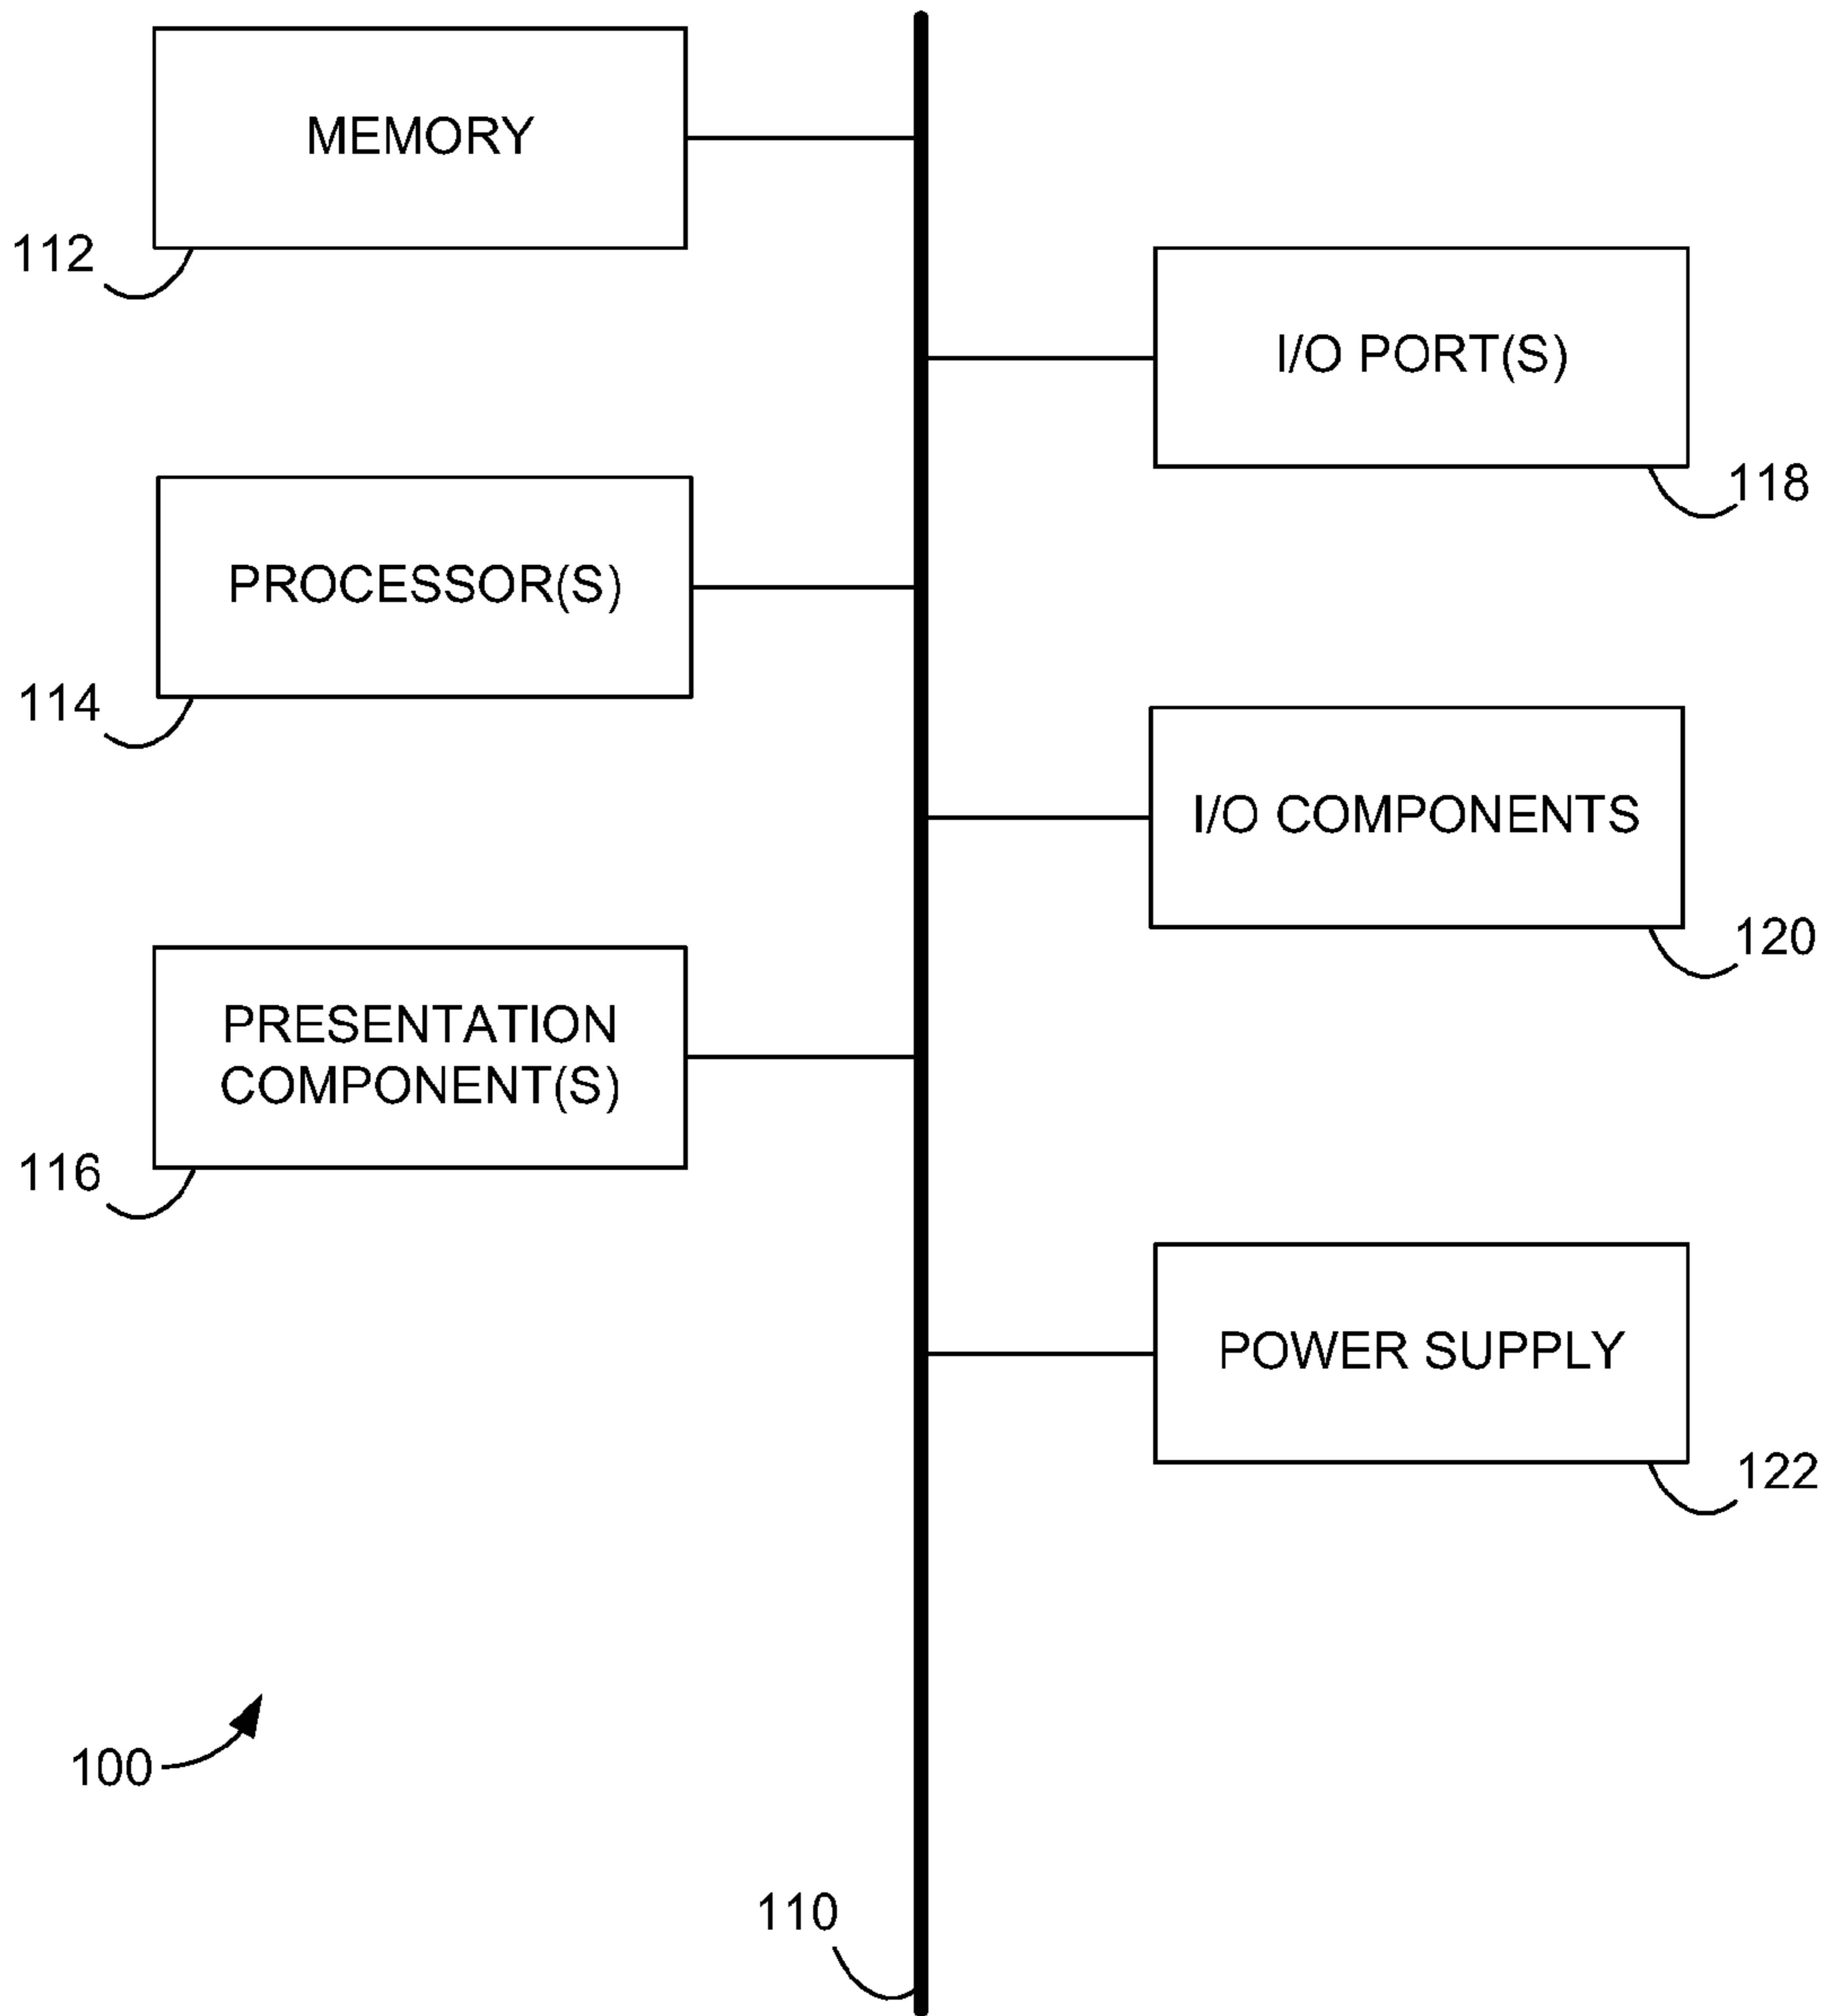 MEMORY
112
I/O PORT(S)
118
PROCESSOR(S)
114
I/O COMPONENTS
120
PRESENTATION
COMPONENT(S)
116
POWER SUPPLY
122
100
110